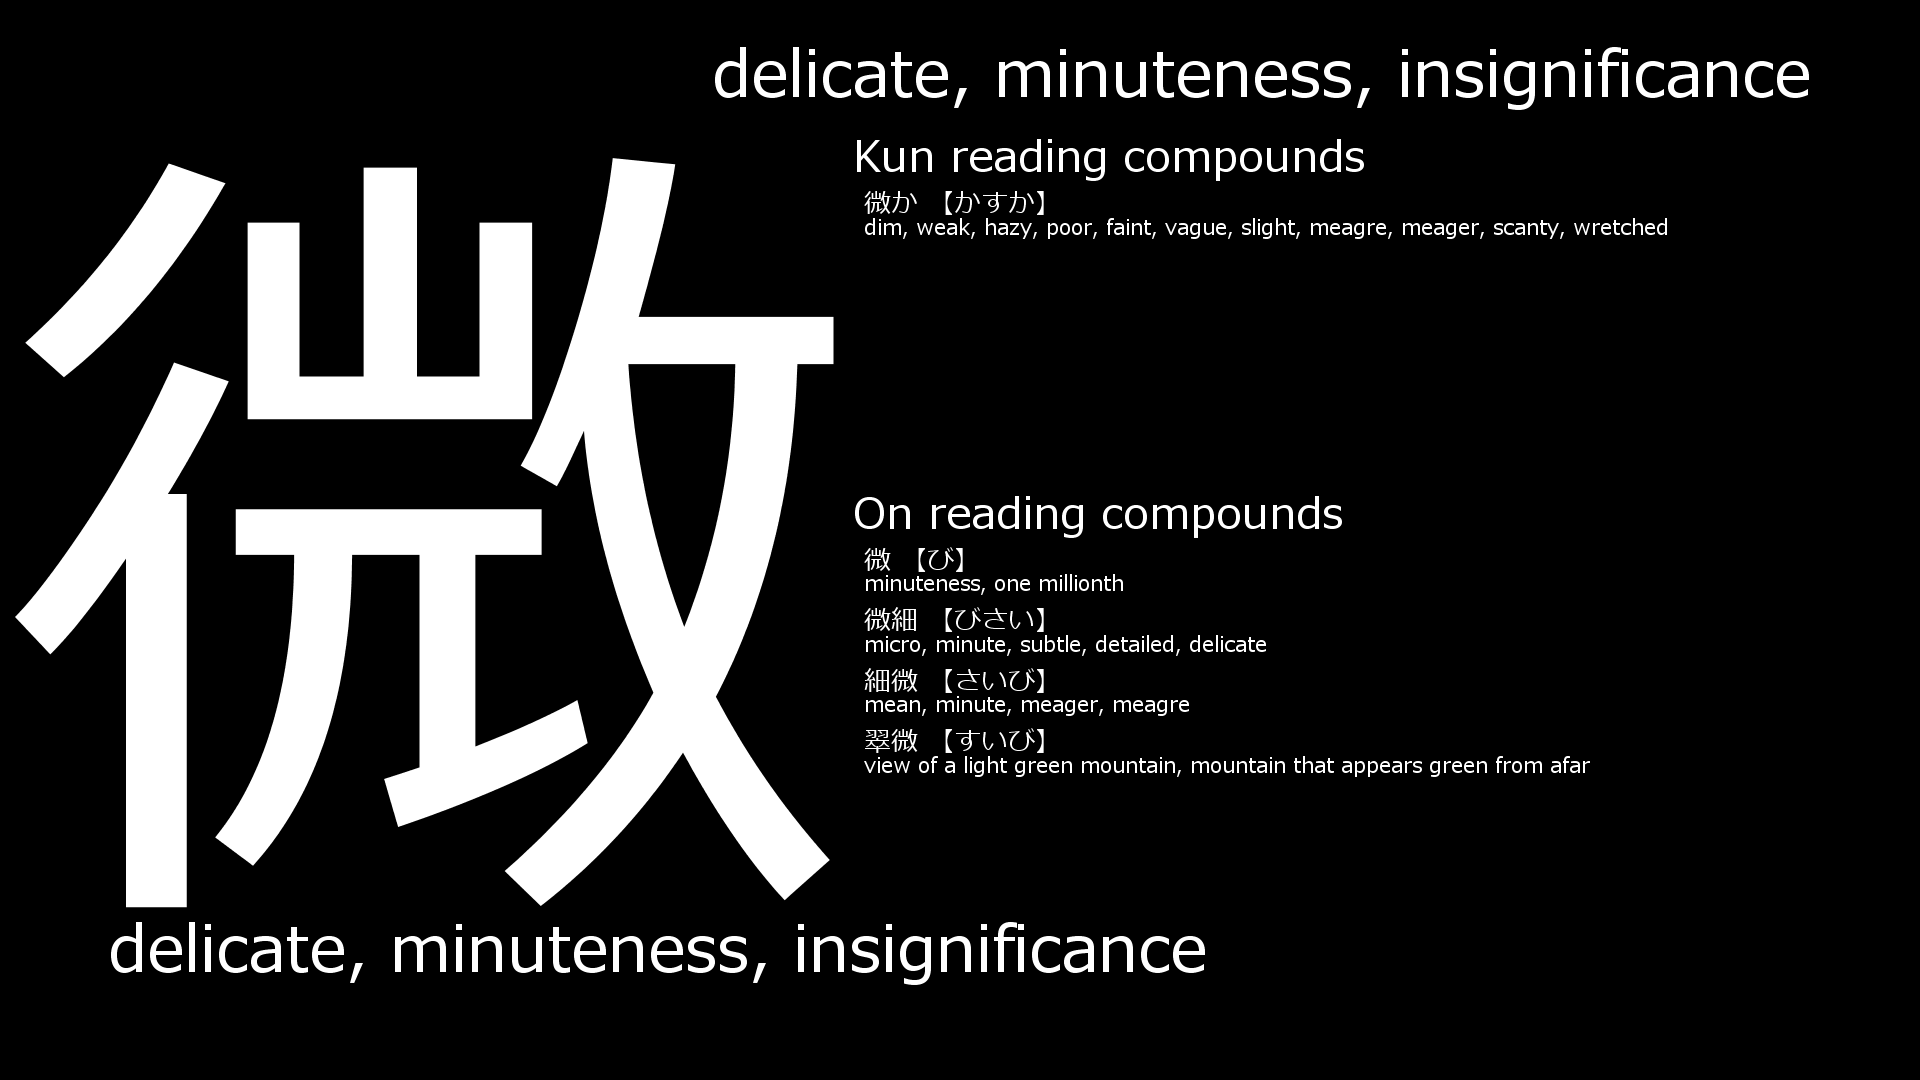 delicate, minuteness, insignificance
微
Kun reading compounds
微か 【かすか】
dim, weak, hazy, poor, faint, vague, slight, meagre, meager, scanty, wretched
On reading compounds
微 【び】
minuteness, one millionth
微細 【びさい】
micro, minute, subtle, detailed, delicate
細微 【さいび】
mean, minute, meager, meagre
翠微 【すいび】
view of a light green mountain, mountain that appears green from afar
delicate, minuteness, insignificance